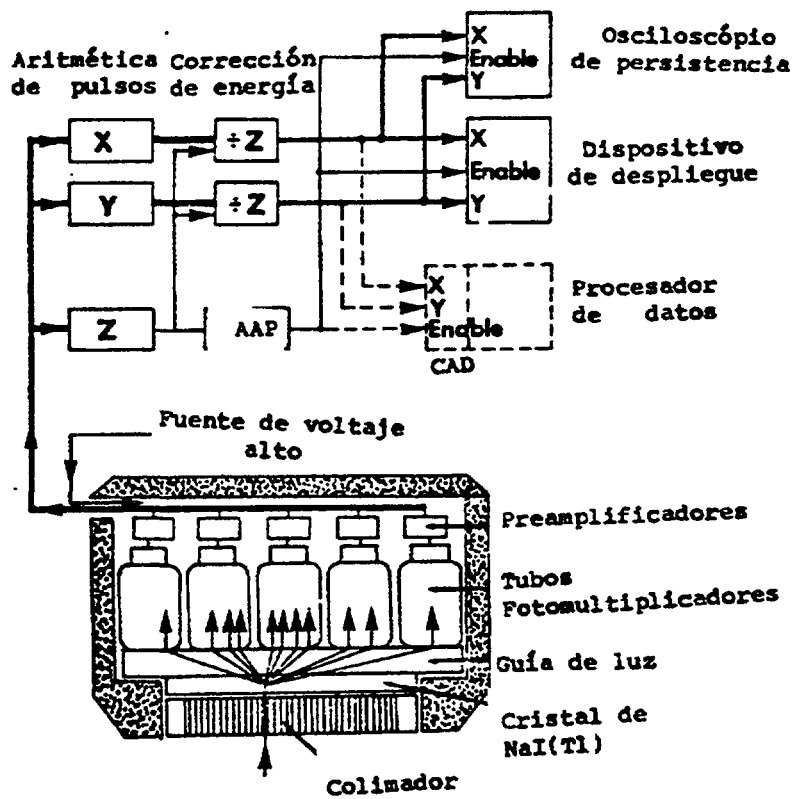 Aritmética Corrección
de pulsos de energía
X
Enable
Y
Osciloscópio
de persistencia
X
÷Z
X
Enable
Y
Dispositivo
de despliegue
Y
÷Z
Z
AAP
X
Y
Enable
CAD
Procesador
de datos
Fuente de voltaje
alto
Preamplificadores
Tubos
Fotomultiplicadores
Guía de luz
Cristal de
NaI(Tl)
Colimador